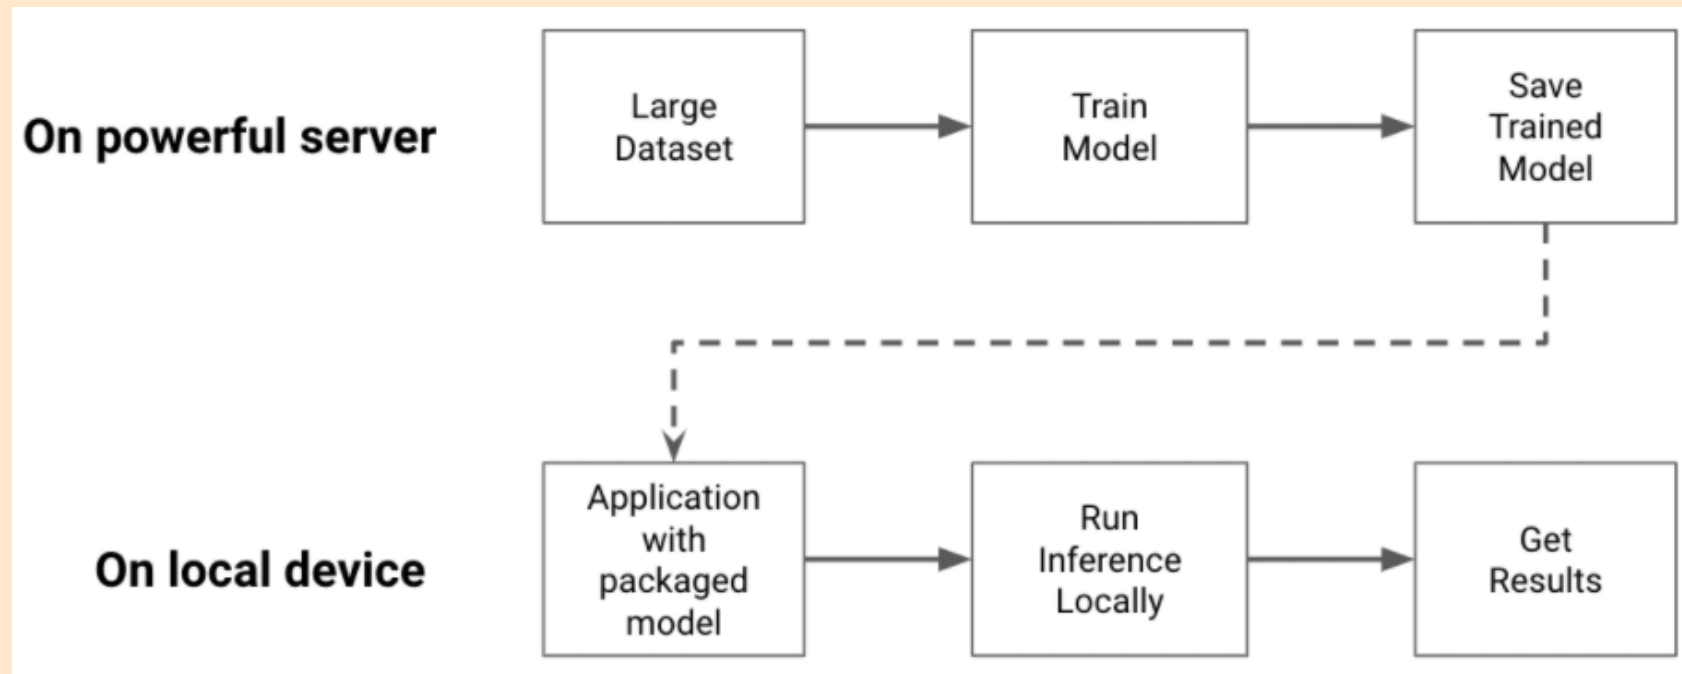 On powerful server
Large
Dataset
Train
Model
Save
Trained
Model
On local device
Application
with
packaged
model
Run
Inference
Locally
Get
Results